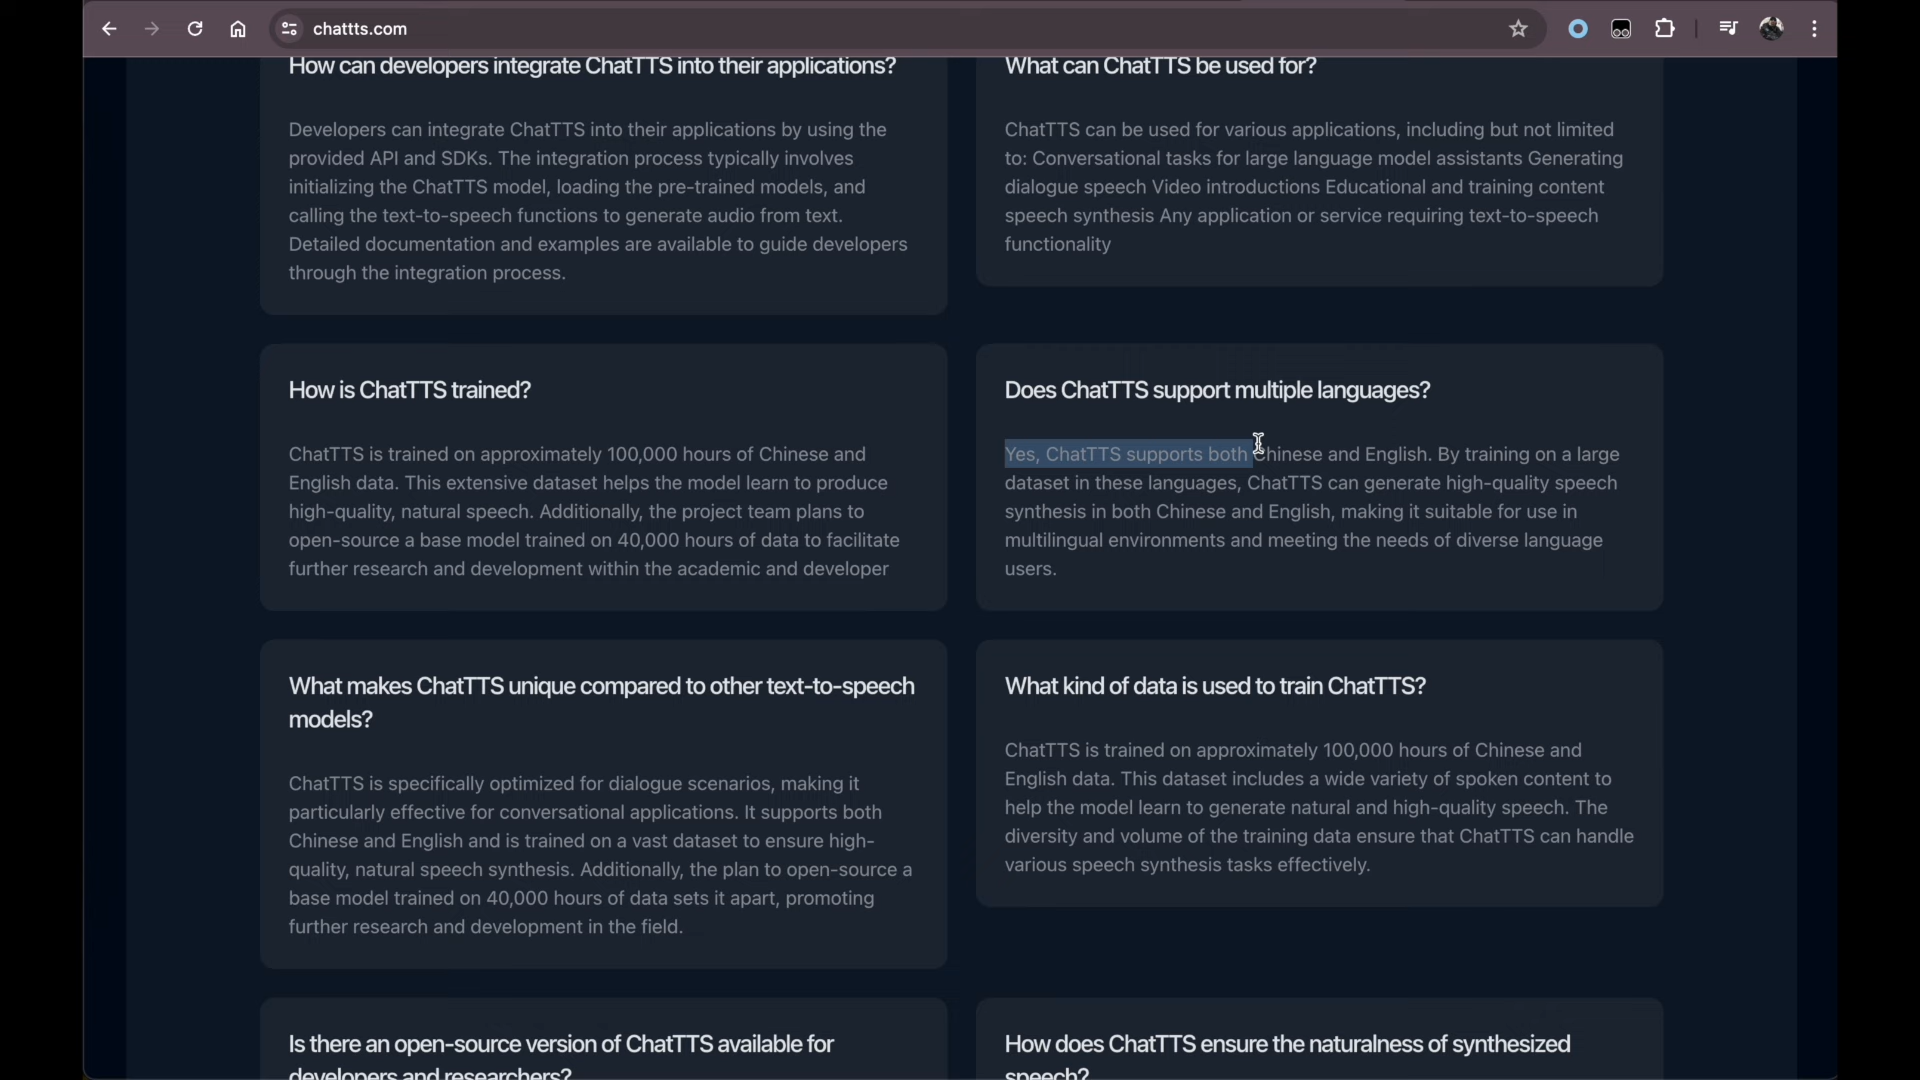 chattts.com
How can developers integrate ChatTTS into their applications?
Developers can integrate ChatTTS into their applications by using the
provided API and SDKs. The integration process typically involves
initializing the ChatTTS model, loading the pre-trained models, and
calling the text-to-speech functions to generate audio from text.
Detailed documentation and examples are available to guide developers
through the integration process.
What can ChatTTS be used for?
ChatTTS can be used for various applications, including but not limited
to: Conversational tasks for large language model assistants Generating
dialogue speech Video introductions Educational and training content
speech synthesis Any application or service requiring text-to-speech
functionality
How is ChatTTS trained?
ChatTTS is trained on approximately 100,000 hours of Chinese and
English data. This extensive dataset helps the model learn to produce
high-quality, natural speech. Additionally, the project team plans to
open-source a base model trained on 40,000 hours of data to facilitate
further research and development within the academic and developer
Does ChatTTS support multiple languages?
Yes, ChatTTS supports both Chinese and English. By training on a large
dataset in these languages, ChatTTS can generate high-quality speech
synthesis in both Chinese and English, making it suitable for use in
multilingual environments and meeting the needs of diverse language
users.
What makes ChatTTS unique compared to other text-to-speech
models?
ChatTTS is specifically optimized for dialogue scenarios, making it
particularly effective for conversational applications. It supports both
Chinese and English and is trained on a vast dataset to ensure high-
quality, natural speech synthesis. Additionally, the plan to open-source a
base model trained on 40,000 hours of data sets it apart, promoting
further research and development in the field.
What kind of data is used to train ChatTTS?
ChatTTS is trained on approximately 100,000 hours of Chinese and
English data. This dataset includes a wide variety of spoken content to
help the model learn to generate natural and high-quality speech. The
diversity and volume of the training data ensure that ChatTTS can handle
various speech synthesis tasks effectively.
Is there an open-source version of ChatTTS available for
developers and researchers?
How does ChatTTS ensure the naturalness of synthesized
speech?